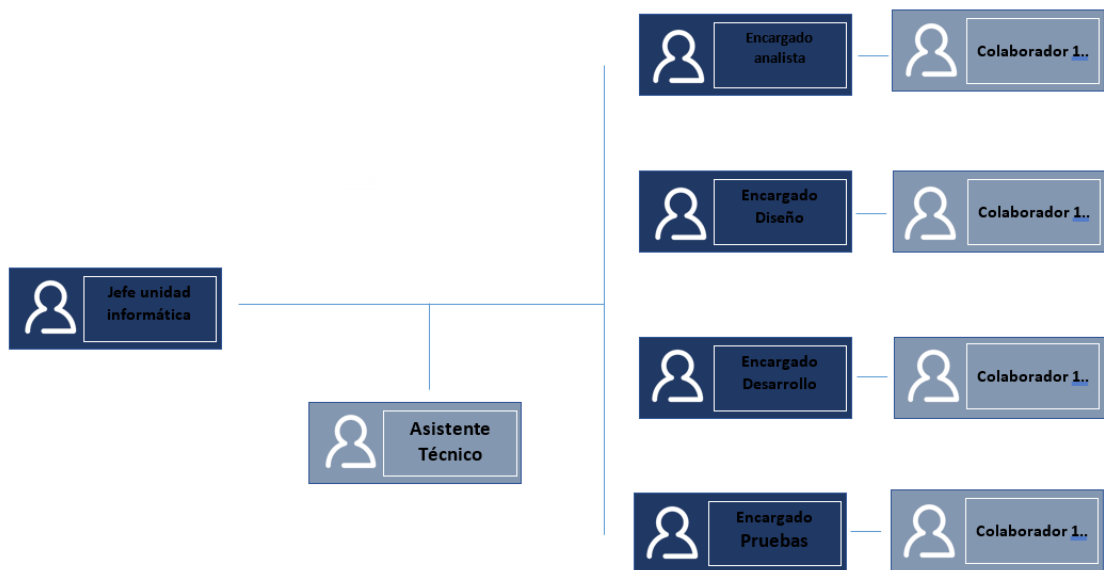 Encargado
analista
Colaborador 1..
Encargado
Diseño
Colaborador 1..
Jefe unidad
informática
Encargado
Desarrollo
Colaborador 1..
Asistente
Técnico
Encargado
Pruebas
Colaborador 1..